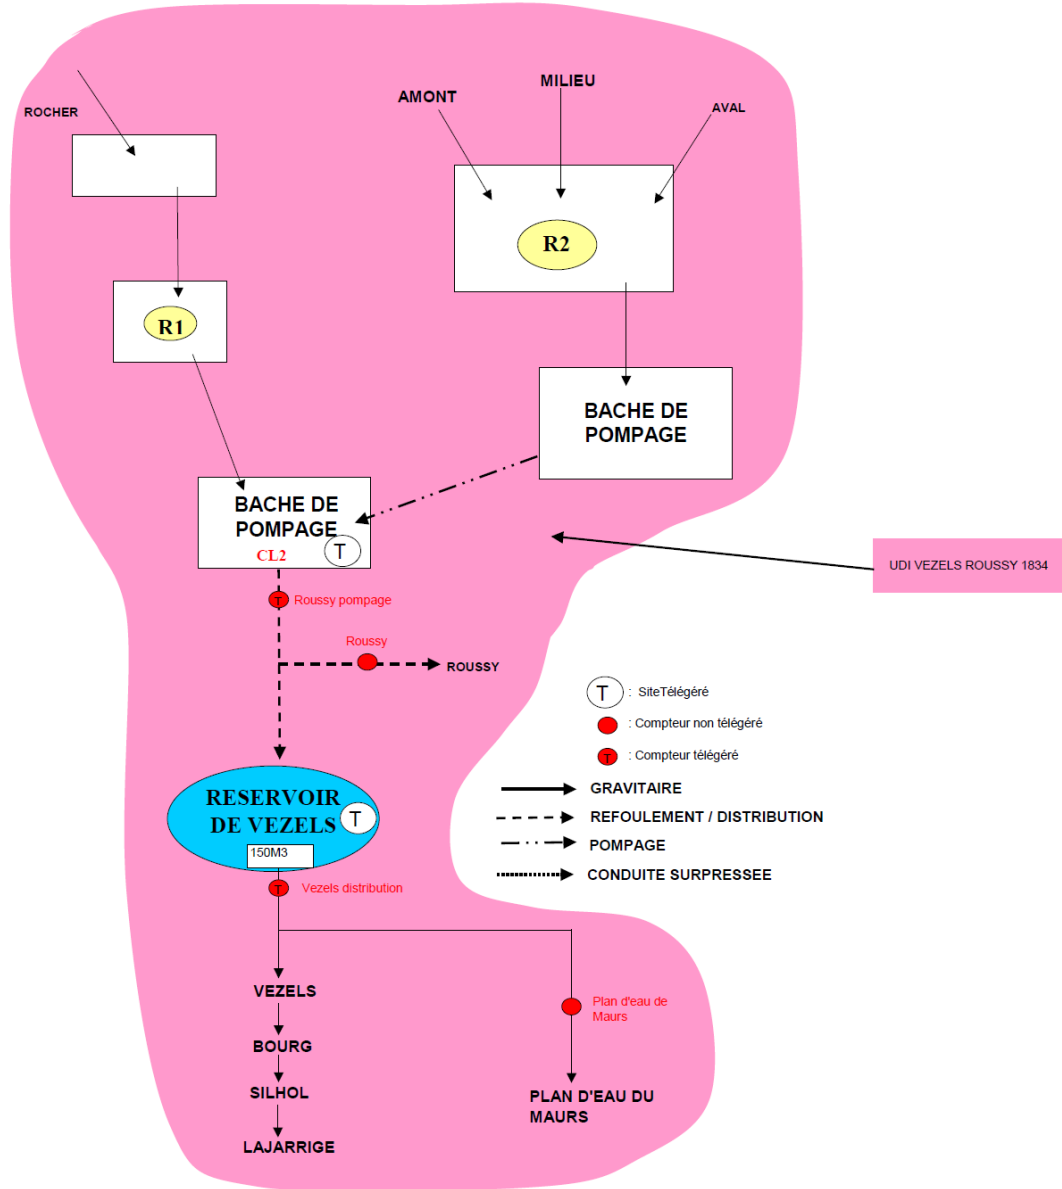 MILIEU
AMONT
AVAL
ROCHER
R2
R1
BACHE DE
POMPAGE
BACHE DE
POMPAGE
CL2
T
UDI VEZELS ROUSSY 1834
T
Roussy pompage
Roussy
ROUSSY
T
: SiteTélégéré
: Compteur non télégéré
T
: Compteur télégéré
GRAVITAIRE
REFOULEMENT / DISTRIBUTION
POMPAGE
CONDUITE SURPRESSEE
RESERVOIR
DE VEZELS
T
150M3
T
Vezels distribution
VEZELS
BOURG
SILHOL
LAJARRIGE
Plan d'eau de
Maurs
PLAN D'EAU DU
MAURS